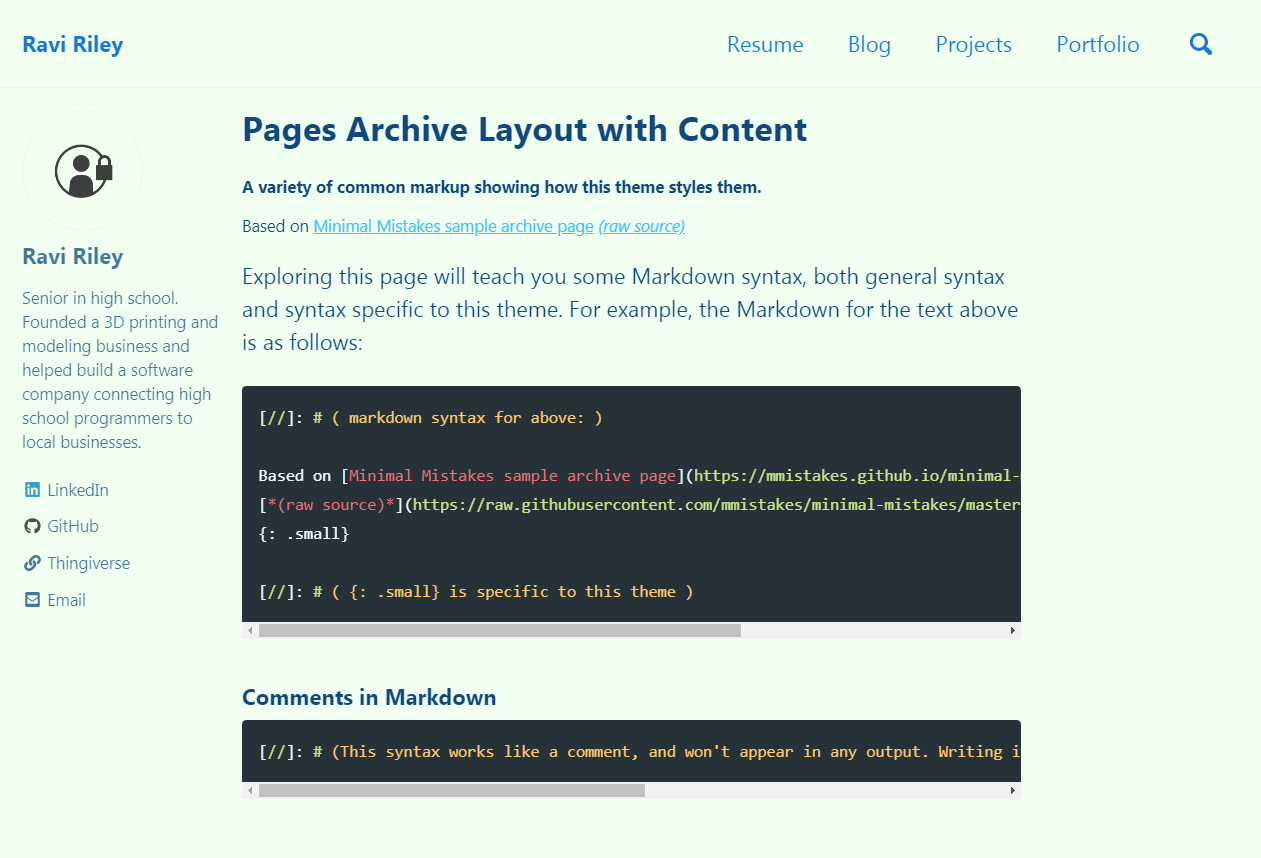 Ravi Riley
Resume Blog Projects Portfolio
Ravi Riley
Senior in high school.
Founded a 3D printing and
modeling business and
helped build a software
company connecting high
school programmers to
local businesses.
LinkedIn
GitHub
Thingiverse
Email
Pages Archive Layout with Content
A variety of common markup showing how this theme styles them.
Based on Minimal Mistakes sample archive page (raw source)
Exploring this page will teach you some Markdown syntax, both general syntax
and syntax specific to this theme. For example, the Markdown for the text above
is as follows:
[//]: # ( markdown syntax for above: )
Based on [Minimal Mistakes sample archive page](https://mmistakes.github.io/minimal-
[*(raw source)*](https://raw.githubusercontent.com/mmistakes/minimal-mistakes/master
{: .small}
[//]: # ( {: .small} is specific to this theme )
Comments in Markdown
[//]: # (This syntax works like a comment, and won't appear in any output. Writing i